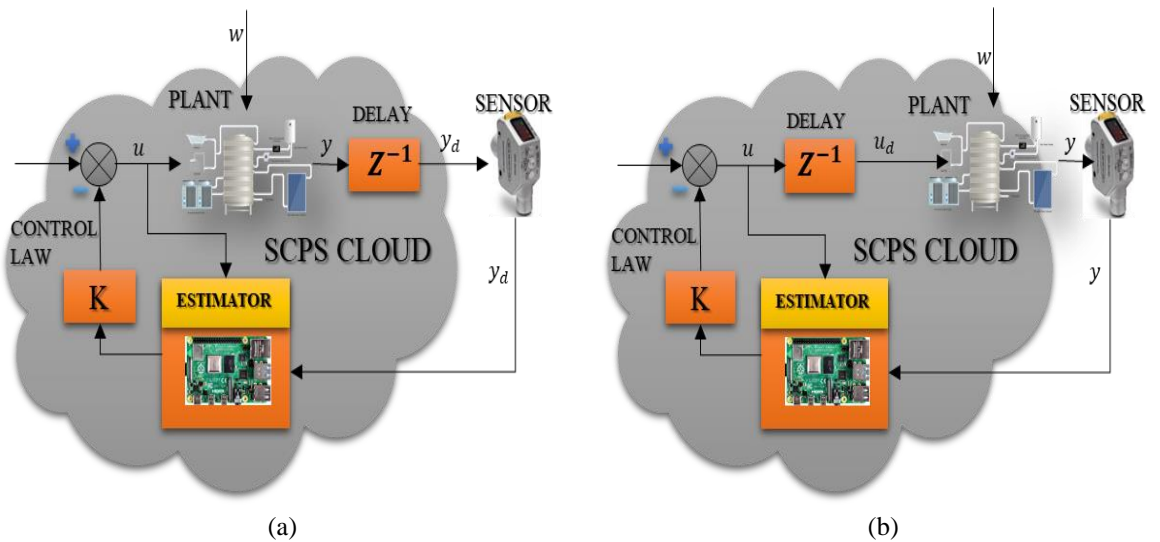 w
PLANT
DELAY
SENSOR
+
u
y
Z⁻¹
y_d
−
CONTROL
LAW
SCPS CLOUD
K
ESTIMATOR
y_d
(a)
w
PLANT
SENSOR
DELAY
+
u
Z⁻¹
u_d
y
−
CONTROL
LAW
SCPS CLOUD
K
ESTIMATOR
y
(b)